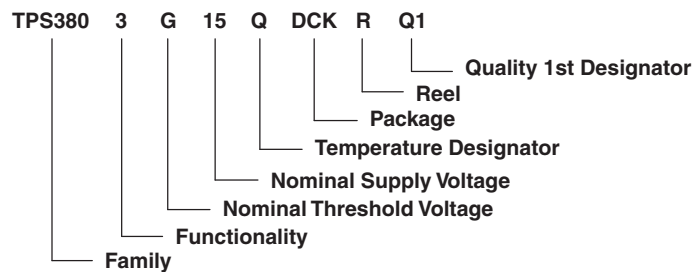 TPS380 3 G 15 Q DCK R Q1
Quality 1st Designator
Reel
Package
Temperature Designator
Nominal Supply Voltage
Nominal Threshold Voltage
Functionality
Family